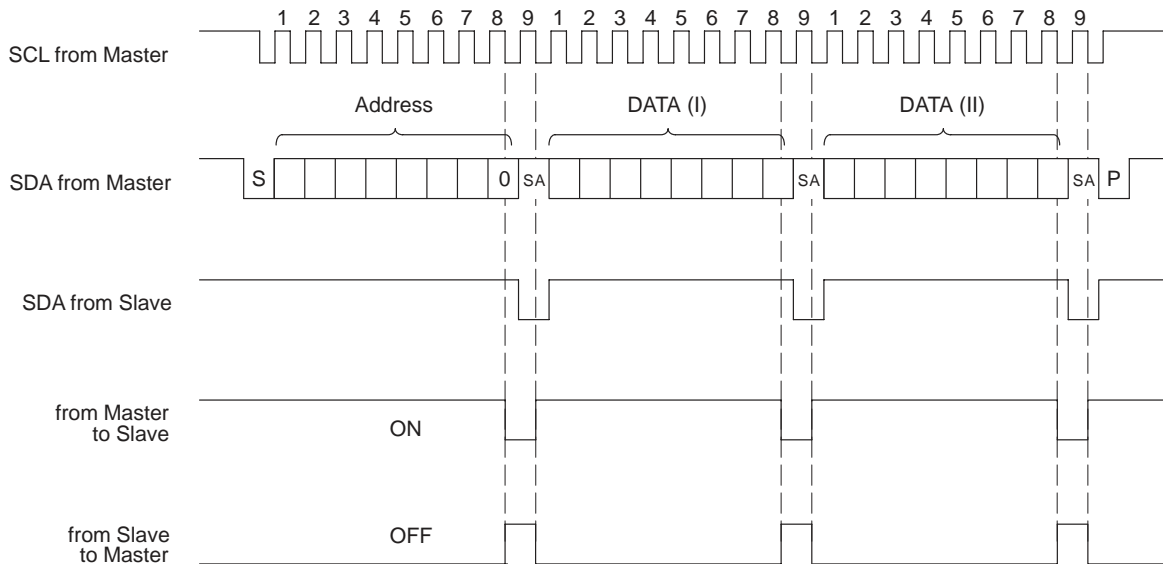 1 2 3 4 5 6 7 8 9 1 2 3 4 5 6 7 8 9 1 2 3 4 5 6 7 8 9
SCL from Master
Address DATA (I) DATA (II)
SDA from Master S 0 SA SA SA P
SDA from Slave
from Master
to Slave
ON
from Slave
to Master
OFF